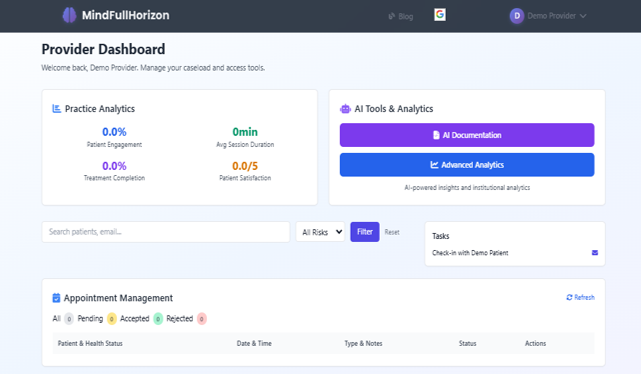 MindFullHorizon
Blog
G
D Demo Provider
Provider Dashboard
Welcome back, Demo Provider. Manage your caseload and access tools.
Practice Analytics
0.0% 0min
Patient Engagement Avg Session Duration
0.0% 0.0/5
Treatment Completion Patient Satisfaction
AI Tools & Analytics
AI Documentation
Advanced Analytics
AI-powered insights and institutional analytics
Search patients, email...
All Risks Filter Reset
Tasks
Check-in with Demo Patient
Appointment Management Refresh
All 0 Pending 0 Accepted 0 Rejected 0
Patient & Health Status Date & Time Type & Notes Status Actions